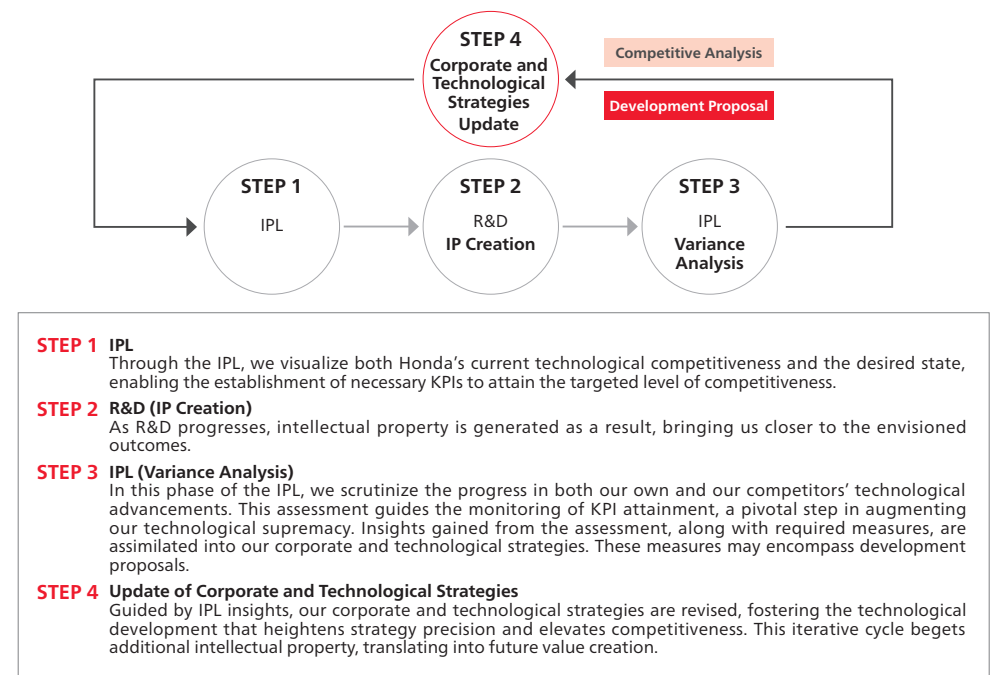 STEP 4
Corporate and
Technological
Strategies
Update
Competitive Analysis
Development Proposal
STEP 1
IPL
STEP 2
R&D
IP Creation
STEP 3
IPL
Variance
Analysis
STEP 1 IPL
Through the IPL, we visualize both Honda's current technological competitiveness and the desired state,
enabling the establishment of necessary KPIs to attain the targeted level of competitiveness.
STEP 2 R&D (IP Creation)
As R&D progresses, intellectual property is generated as a result, bringing us closer to the envisioned
outcomes.
STEP 3 IPL (Variance Analysis)
In this phase of the IPL, we scrutinize the progress in both our own and our competitors' technological
advancements. This assessment guides the monitoring of KPI attainment, a pivotal step in augmenting
our technological supremacy. Insights gained from the assessment, along with required measures, are
assimilated into our corporate and technological strategies. These measures may encompass development
proposals.
STEP 4 Update of Corporate and Technological Strategies
Guided by IPL insights, our corporate and technological strategies are revised, fostering the technological
development that heightens strategy precision and elevates competitiveness. This iterative cycle begets
additional intellectual property, translating into future value creation.